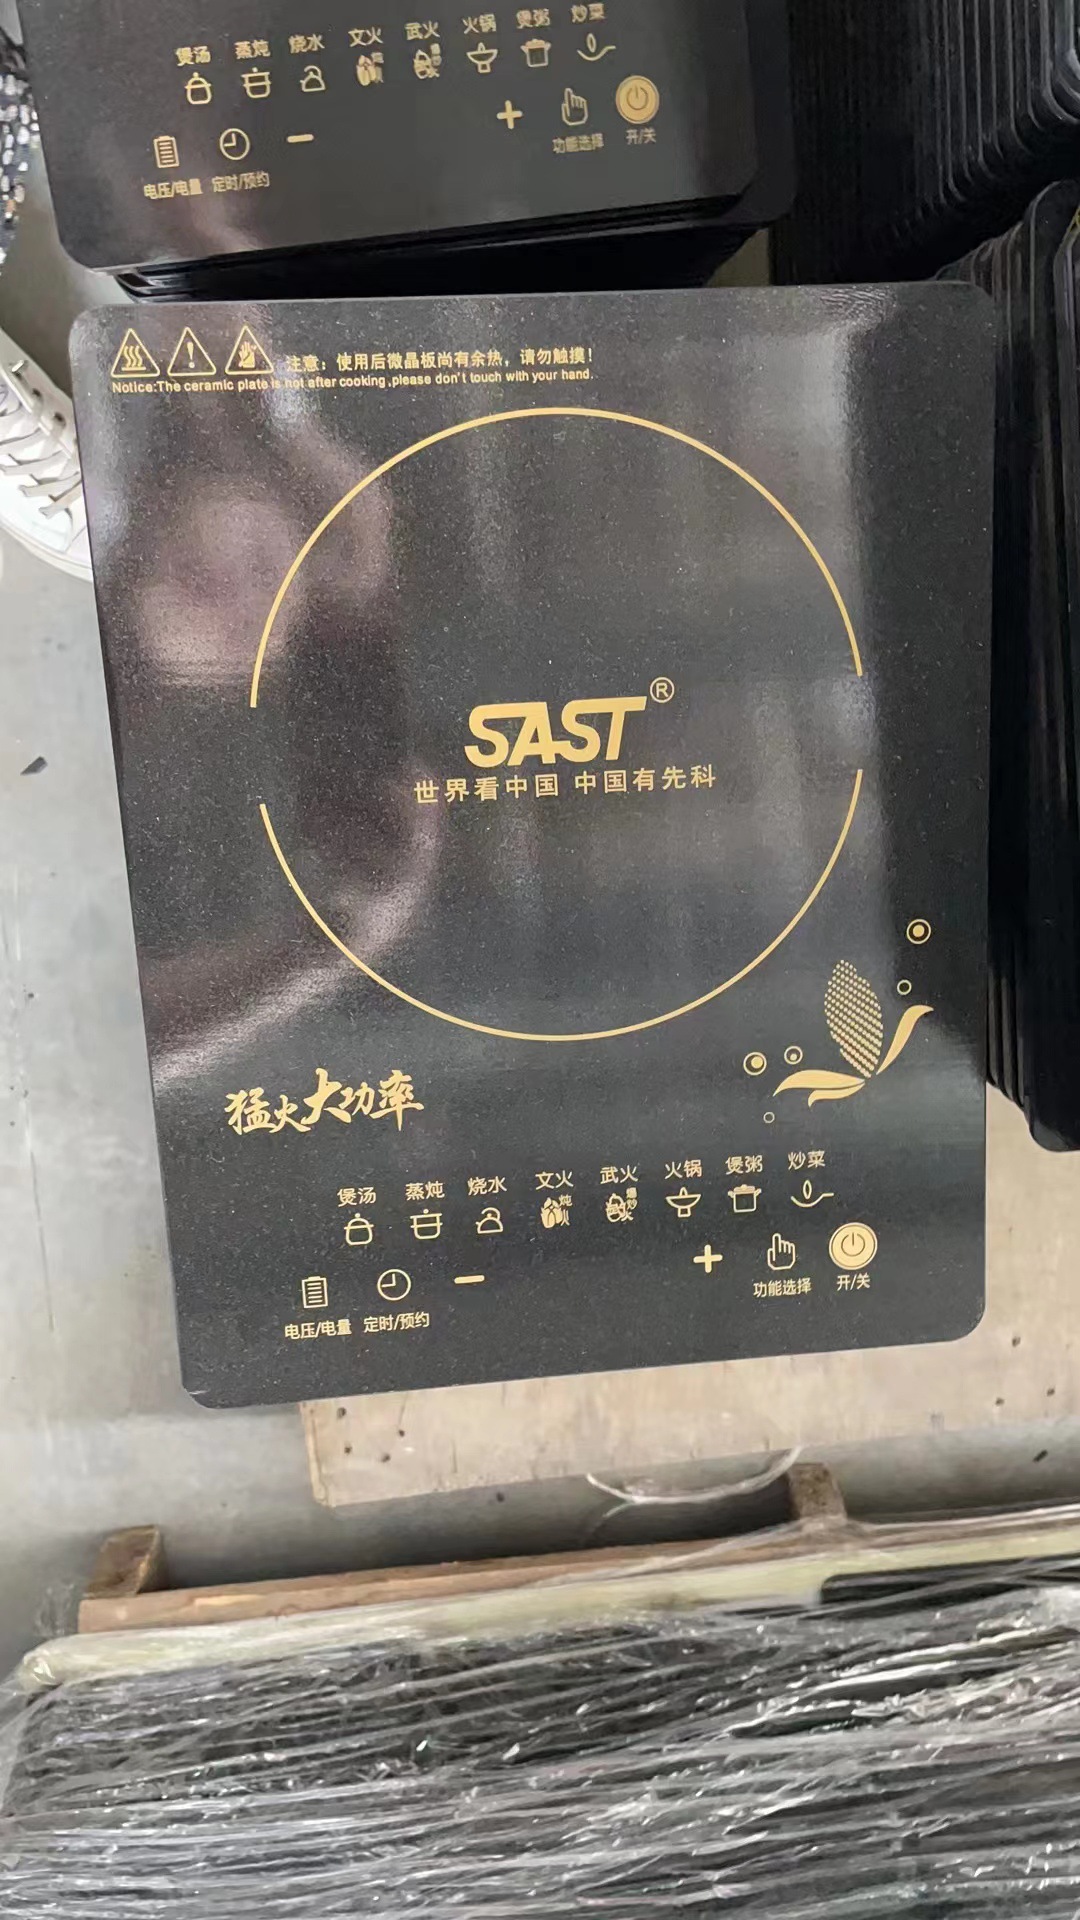 煲汤 蒸炖 烧水 文火 武火 火锅 煲粥 炒菜
电压/电量 定时/预约 − + 功能选择 开/关
注意：使用后微晶板尚有余热，请勿触摸！
Notice:The ceramic plate is hot after cooking,please don't touch with your hand.
SAST®
世界看中国 中国有先科
猛火大功率
煲汤 蒸炖 烧水 文火 武火 火锅 煲粥 炒菜
炖 火 爆炒 火
电压/电量 定时/预约 − + 功能选择 开/关